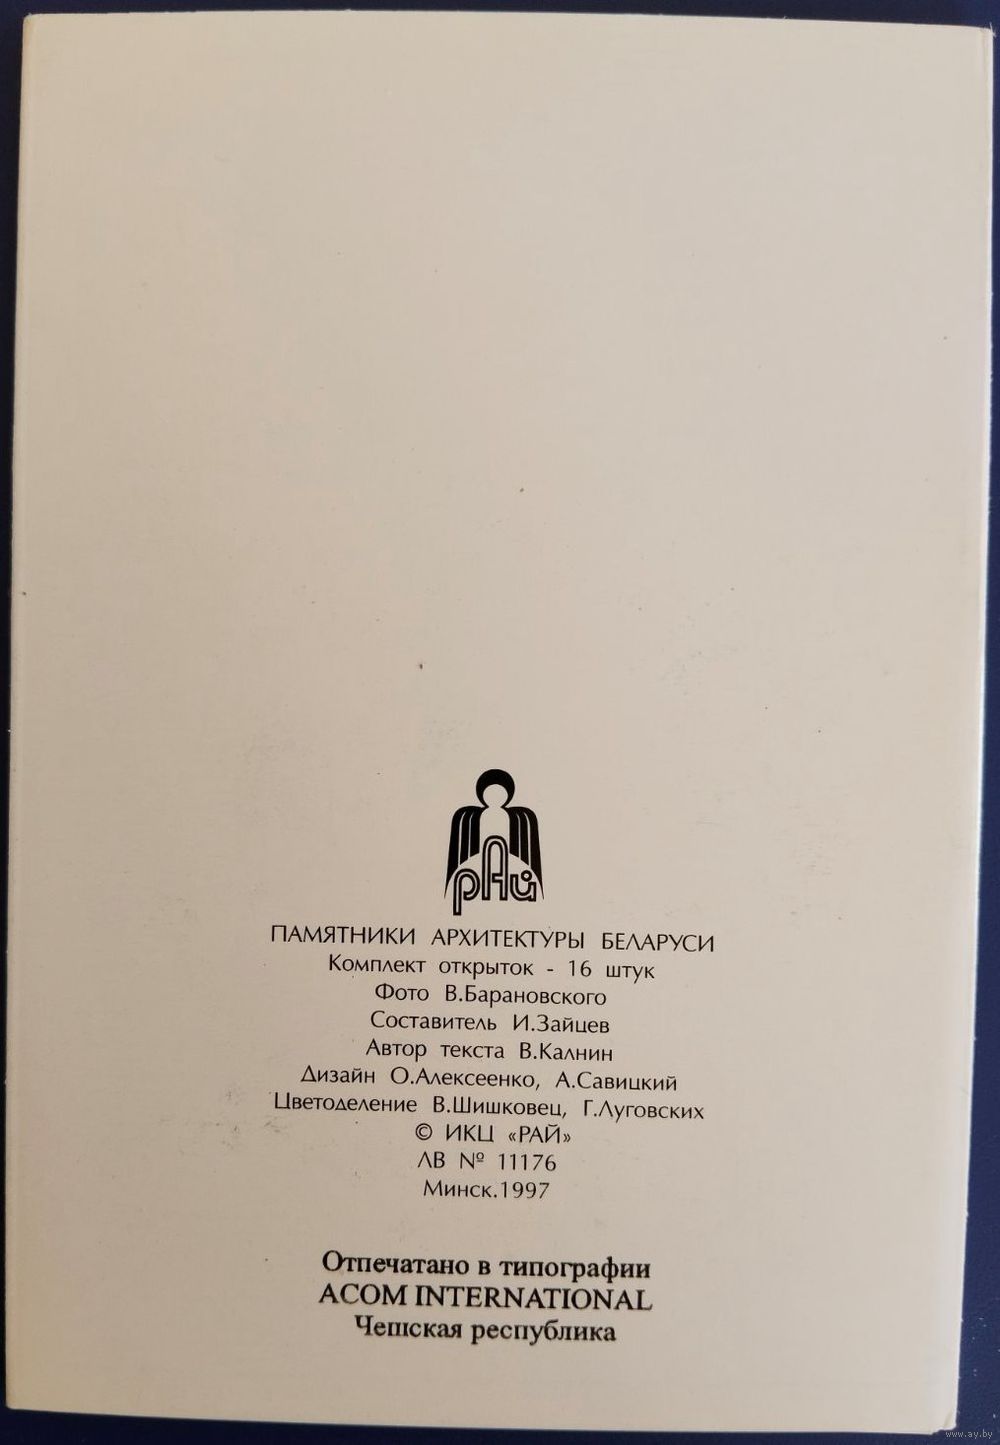 рАй
ПАМЯТНИКИ АРХИТЕКТУРЫ БЕЛАРУСИ
Комплект открыток - 16 штук
Фото В.Барановского
Составитель И.Зайцев
Автор текста В.Калнин
Дизайн О.Алексеенко, А.Савицкий
Цветоделение В.Шишковец, Г.Луговских
© ИКЦ «РАЙ»
ЛВ № 11176
Минск.1997
Отпечатано в типографии
ACOM INTERNATIONAL
Чешская республика
www.ay.by